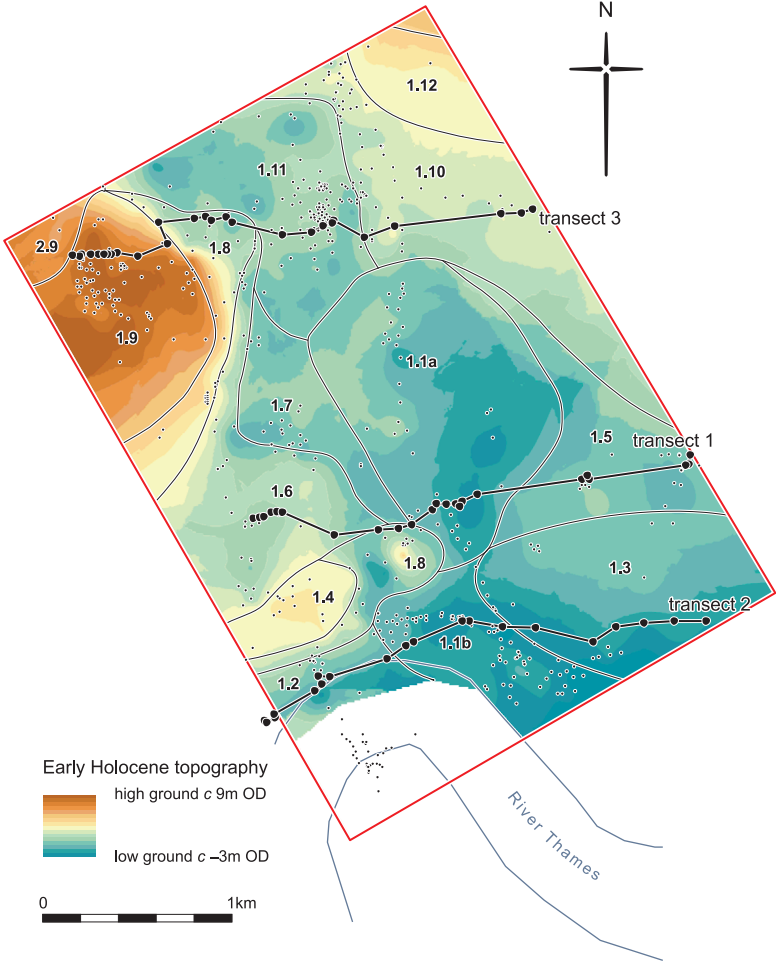 N
1.12
1.11
1.10
transect 3
2.9
1.8
1.9
1.1a
1.7
1.5
transect 1
1.6
1.8
1.3
1.4
transect 2
1.1b
1.2
Early Holocene topography
high ground c 9m OD
low ground c –3m OD
River Thames
0
1km